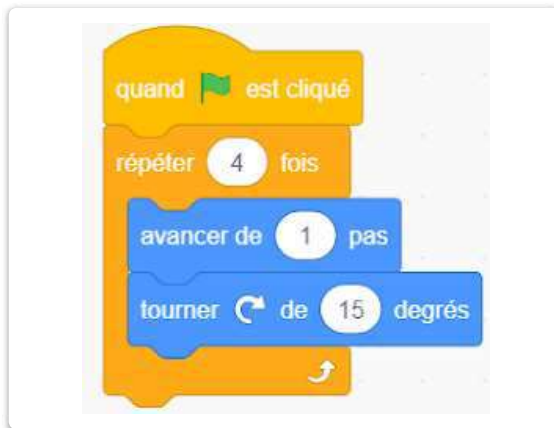 quand est cliqué
répéter 4 fois
avancer de 1 pas
tourner de 15 degrés